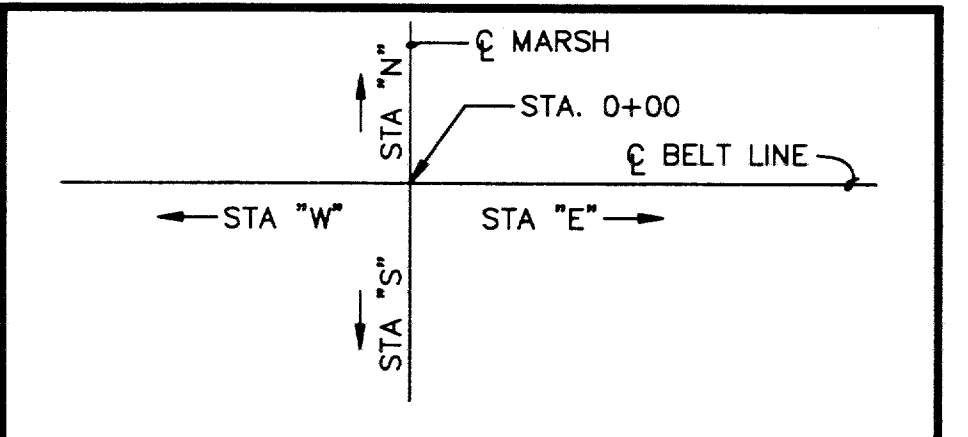 ℄ MARSH
STA "N"
STA. 0+00
℄ BELT LINE
STA "W"
STA "E"
STA "S"